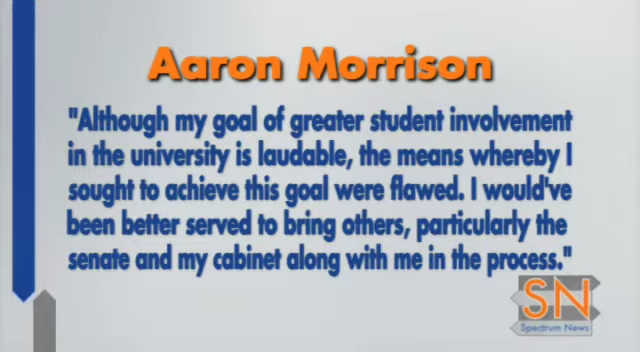 Aaron Morrison
"Although my goal of greater student involvement
in the university is laudable, the means whereby I
sought to achieve this goal were flawed. I would've
been better served to bring others, particularly the
senate and my cabinet along with me in the process."
SN
Spectrum News